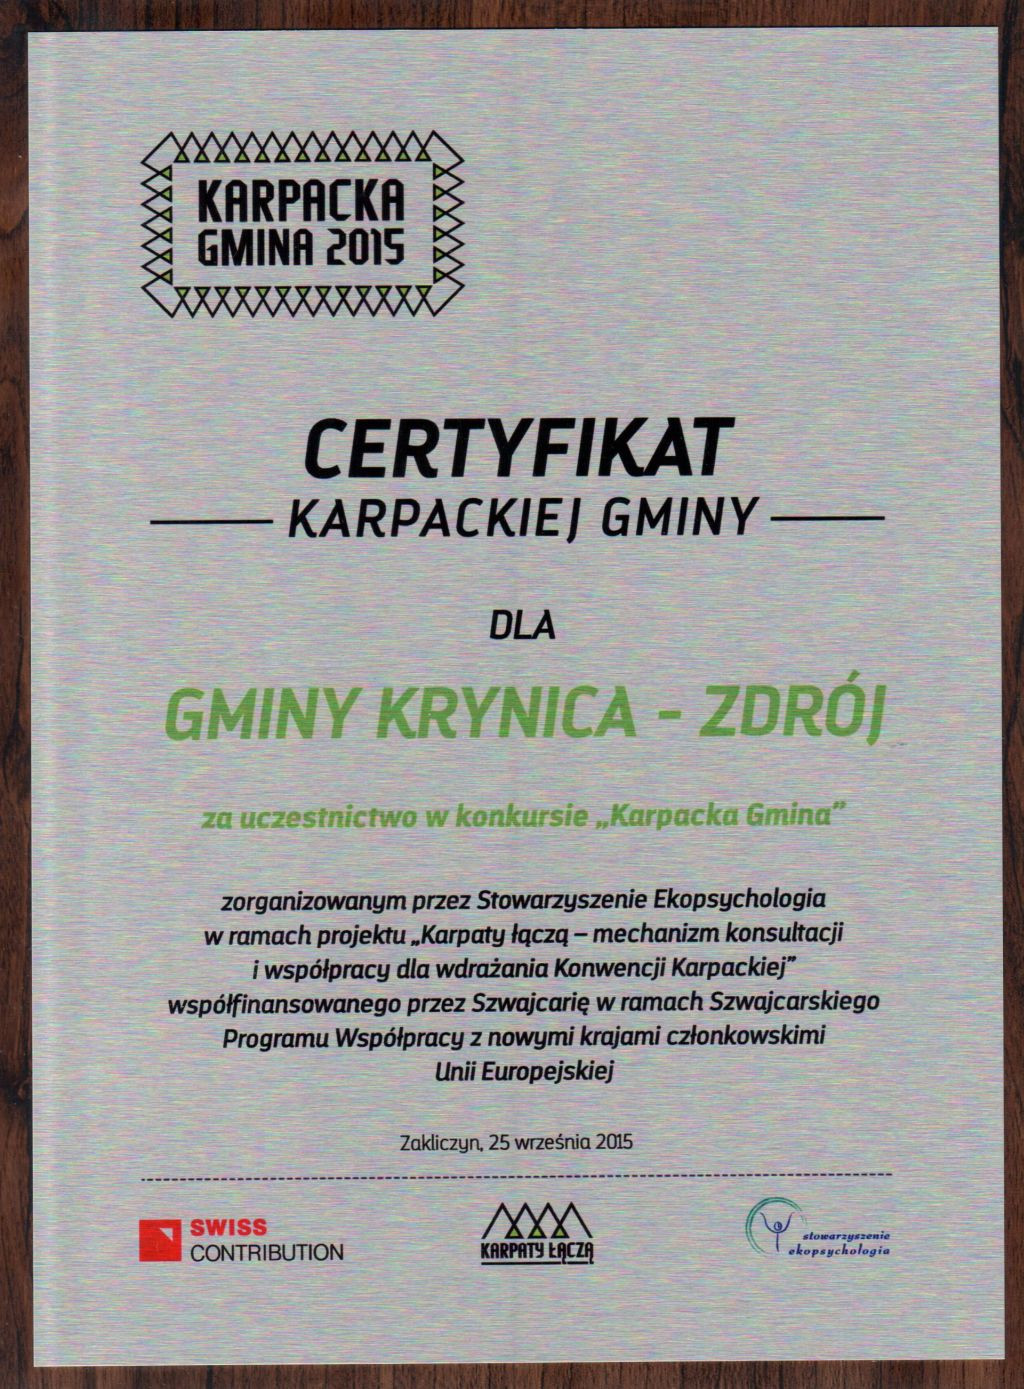 KARPACKA
GMINA 2015
CERTYFIKAT
KARPACKIEJ GMINY
DLA
GMINY KRYNICA - ZDRÓJ
za uczestnictwo w konkursie „Karpacka Gmina”
zorganizowanym przez Stowarzyszenie Ekopsychologia
w ramach projektu „Karpaty łączą – mechanizm konsultacji
i współpracy dla wdrażania Konwencji Karpackiej”
współfinansowanego przez Szwajcarię w ramach Szwajcarskiego
Programu Współpracy z nowymi krajami członkowskimi
Unii Europejskiej
Zakliczyn, 25 września 2015
SWISS
CONTRIBUTION
KARPATY ŁĄCZĄ
stowarzyszenie
ekopsychologia